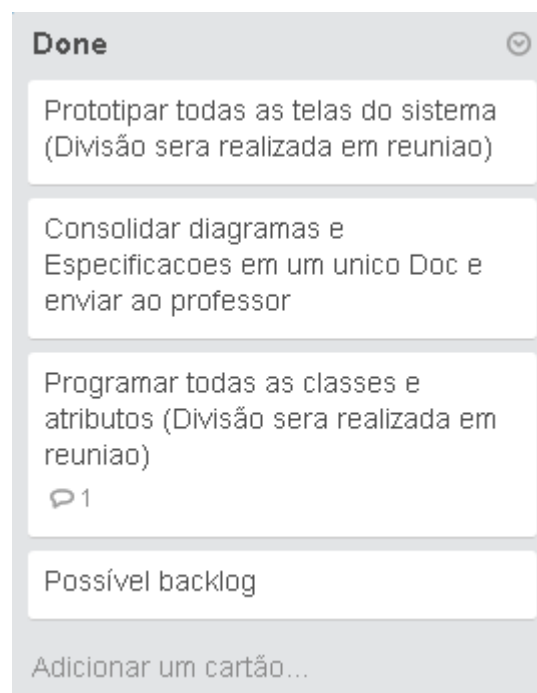 Done
Prototipar todas as telas do sistema
(Divisão sera realizada em reuniao)
Consolidar diagramas e
Especificacoes em um unico Doc e
enviar ao professor
Programar todas as classes e
atributos (Divisão sera realizada em
reuniao)
1
Possível backlog
Adicionar um cartão...